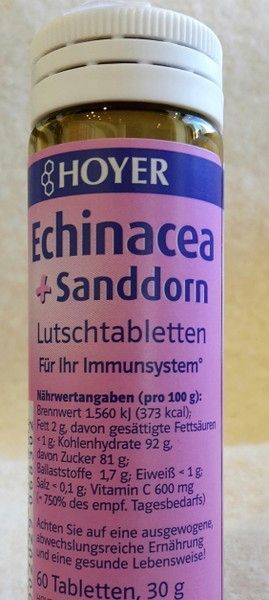 HOYER
Echinacea
+ Sanddorn
Lutschtabletten
Für Ihr Immunsystem°
Nährwertangaben (pro 100 g):
Brennwert 1.560 kJ (373 kcal);
Fett 2 g, davon gesättigte Fettsäuren
< 1 g; Kohlenhydrate 92 g,
davon Zucker 81 g;
Ballaststoffe 1,7 g; Eiweiß < 1 g;
Salz < 0,1 g; Vitamin C 600 mg
(= 750% des empf. Tagesbedarfs)
Achten Sie auf eine ausgewogene,
abwechslungsreiche Ernährung
und eine gesunde Lebensweise!
60 Tabletten, 30 g